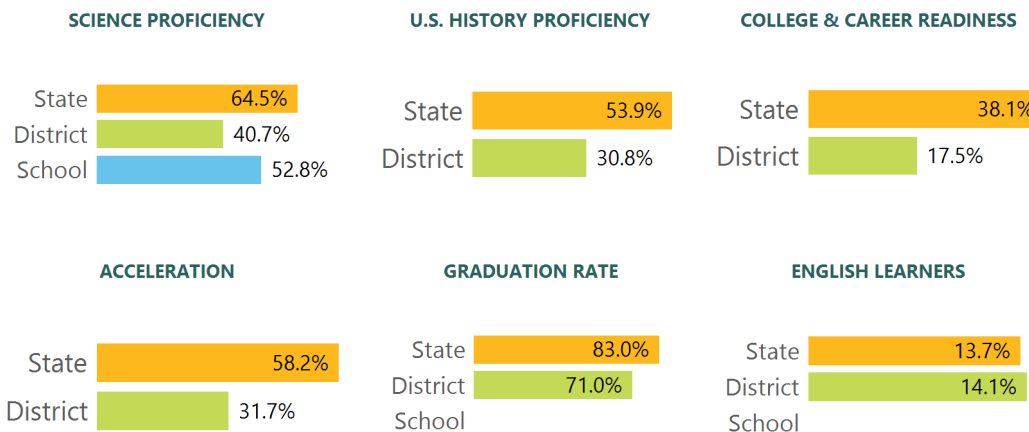 SCIENCE PROFICIENCY
State 64.5%
District 40.7%
School 52.8%
U.S. HISTORY PROFICIENCY
State 53.9%
District 30.8%
COLLEGE & CAREER READINESS
State 38.1%
District 17.5%
ACCELERATION
State 58.2%
District 31.7%
GRADUATION RATE
State 83.0%
District 71.0%
School
ENGLISH LEARNERS
State 13.7%
District 14.1%
School